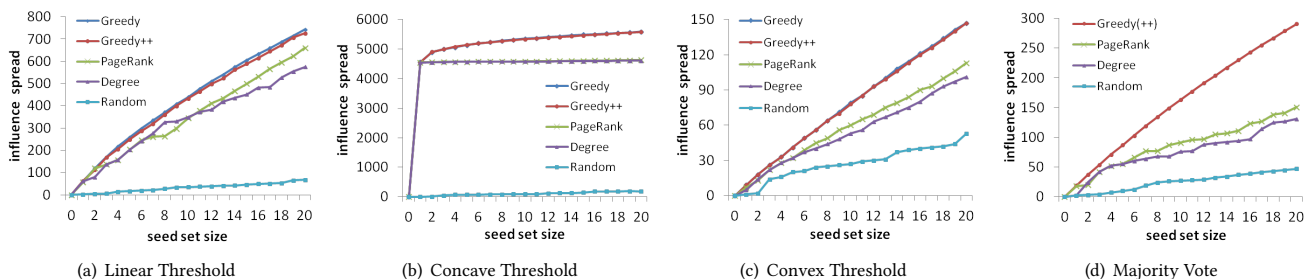 800
700
600
500
400
300
200
100
0
influence spread
Greedy
Greedy++
PageRank
Degree
Random
0 2 4 6 8 10 12 14 16 18 20
seed set size
(a) Linear Threshold
6000
5000
4000
3000
2000
1000
0
influence spread
Greedy
Greedy++
PageRank
Degree
Random
0 2 4 6 8 10 12 14 16 18 20
seed set size
(b) Concave Threshold
150
120
90
60
30
0
influence spread
Greedy
Greedy++
PageRank
Degree
Random
0 2 4 6 8 10 12 14 16 18 20
seed set size
(c) Convex Threshold
300
250
200
150
100
50
0
influence spread
Greedy(++)
PageRank
Degree
Random
0 2 4 6 8 10 12 14 16 18 20
seed set size
(d) Majority Vote